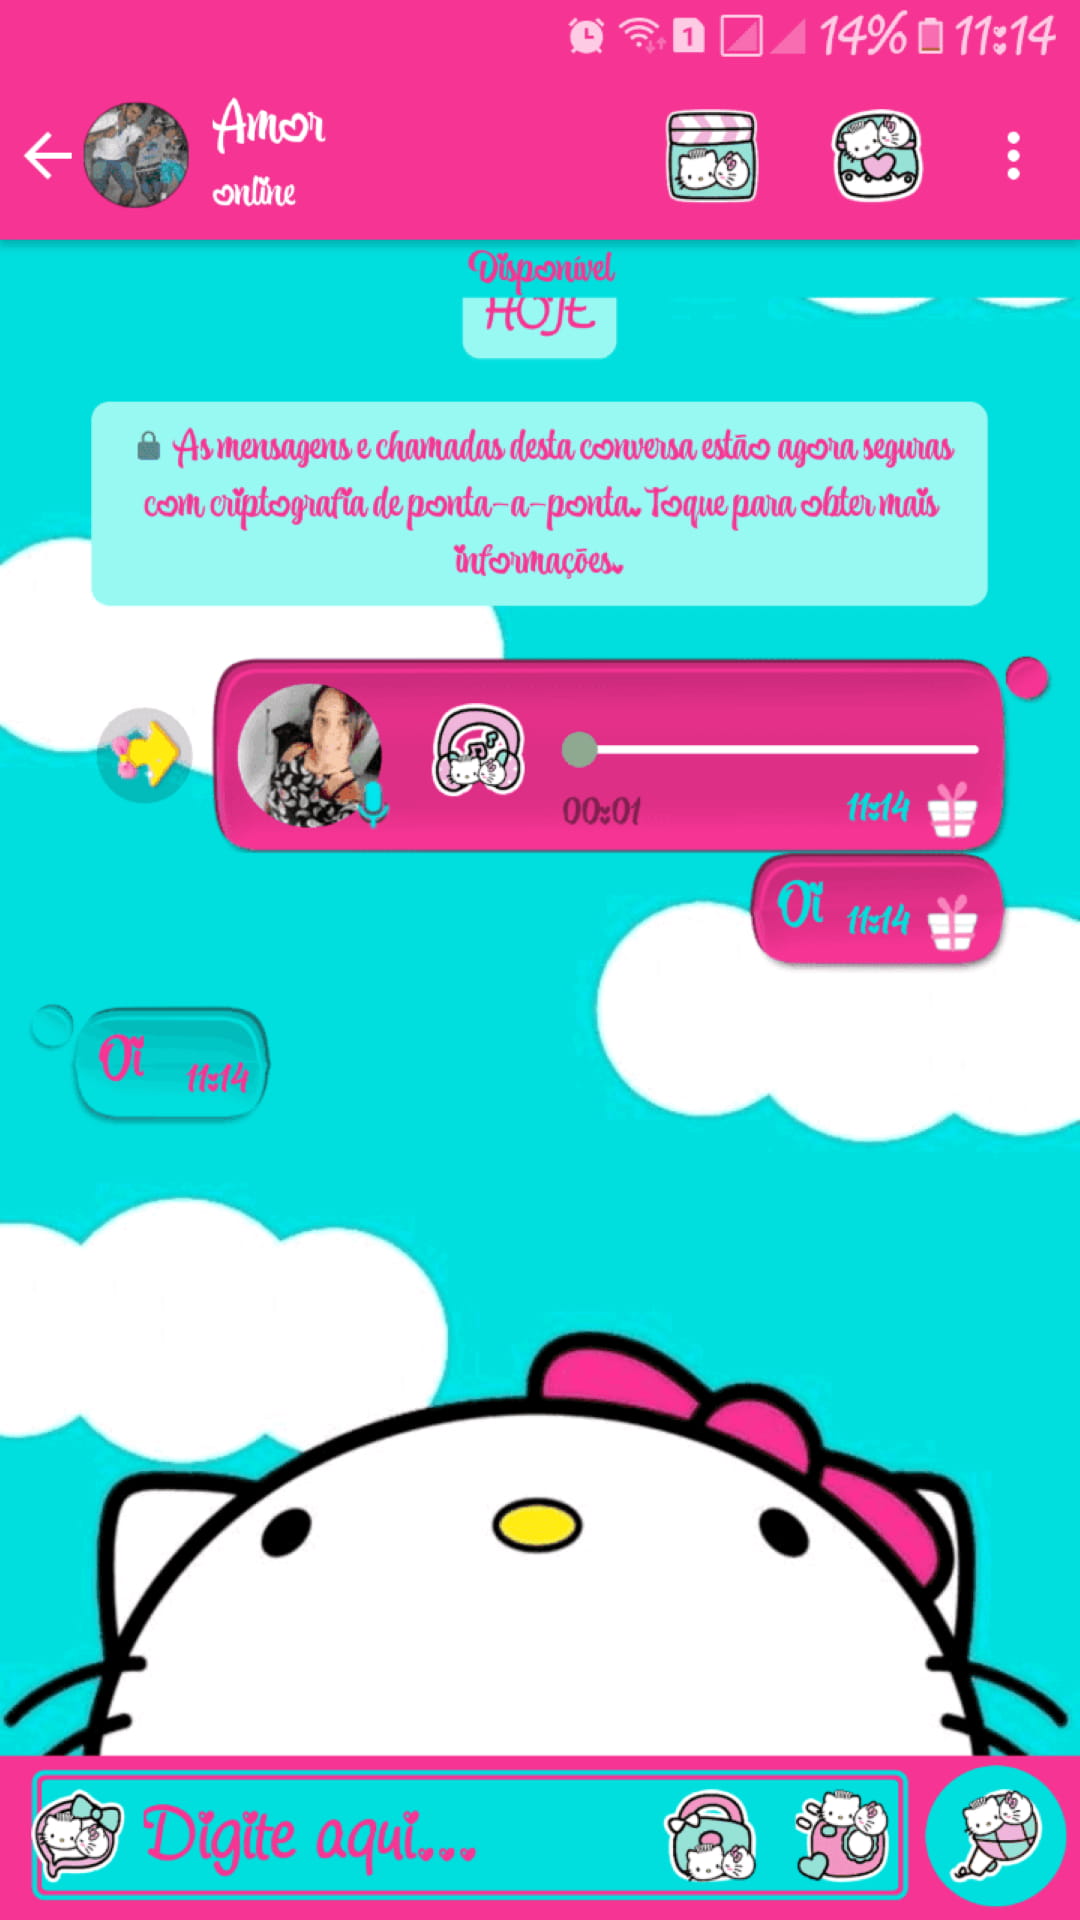 1 14% 11:14
Amor
online
Disponível
HOJE
As mensagens e chamadas desta conversa estão agora seguras
com criptografia de ponta-a-ponta. Toque para obter mais
informações.
00:01 11:14
Oi 11:14
Oi 11:14
Digite aqui...